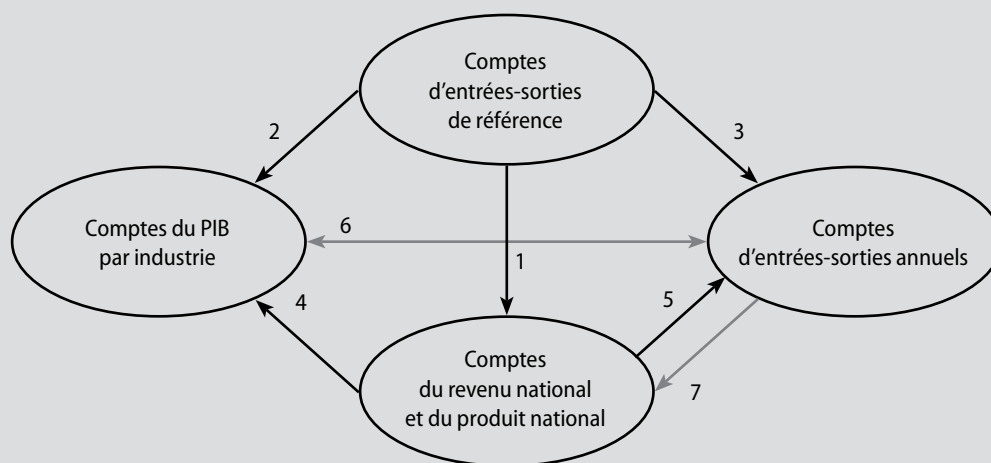 Comptes
d'entrées-sorties
de référence
2
3
Comptes du PIB
par industrie
6
Comptes
d'entrées-sorties annuels
1
4
5
Comptes
du revenu national
et du produit national
7